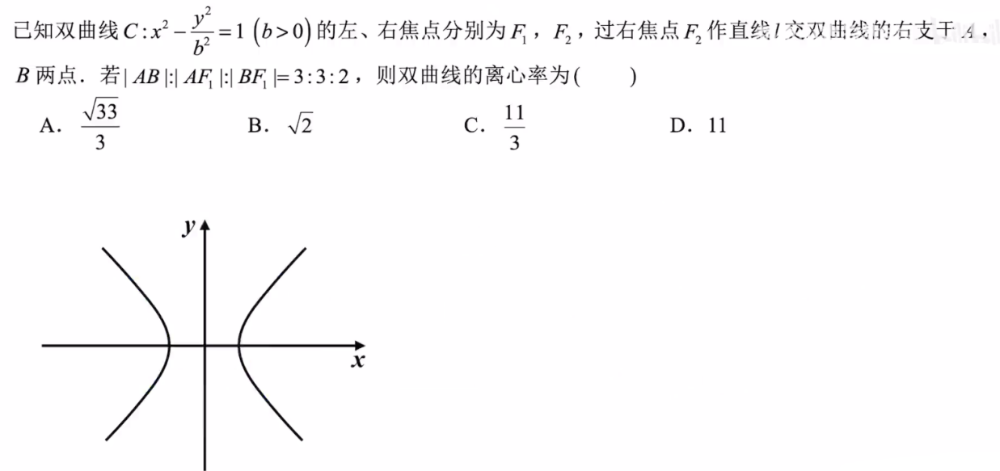 已知双曲线 $C: x^2 - \frac{y^2}{b^2} = 1 \ (b>0)$ 的左、右焦点分别为 $F_1$，$F_2$，过右焦点 $F_2$ 作直线 $l$ 交双曲线的右支于 $A$，
$B$ 两点．若 $|AB|:|AF_1|:|BF_1|=3:3:2$，则双曲线的离心率为(　　)
A． $\frac{\sqrt{33}}{3}$　　B． $\sqrt{2}$　　C． $\frac{11}{3}$　　D． 11
y
x